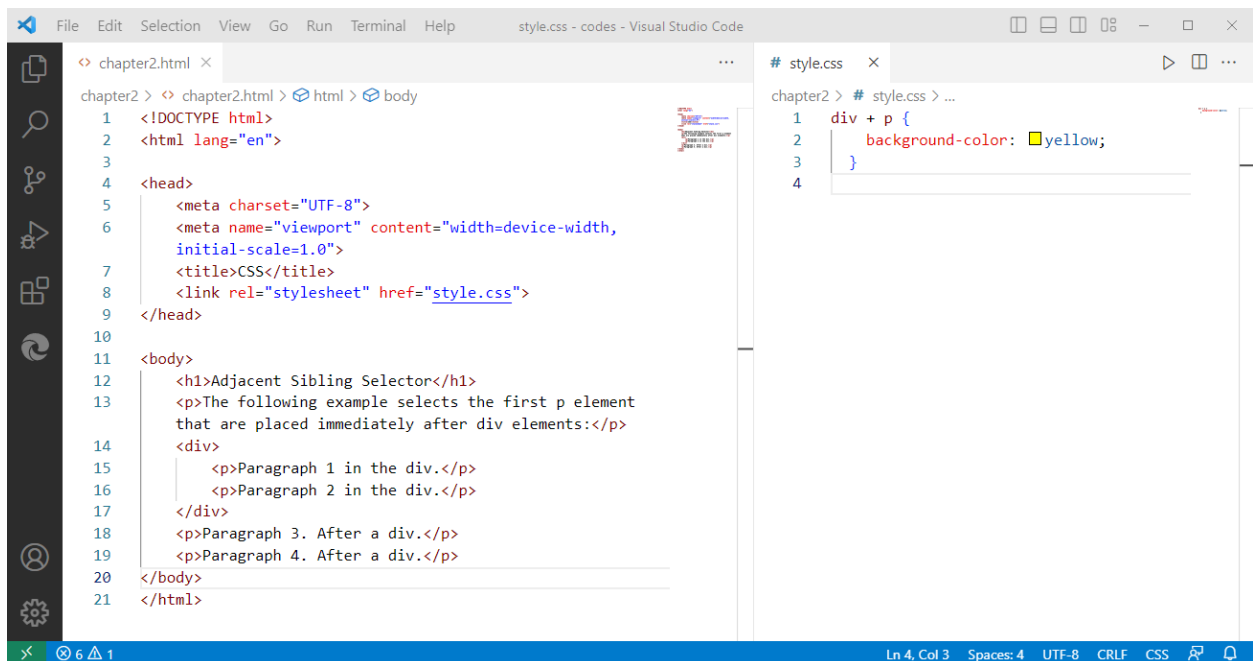 File Edit Selection View Go Run Terminal Help style.css - codes - Visual Studio Code
<> chapter2.html × ...
chapter2 > <> chapter2.html > html > body
1 <!DOCTYPE html>
2 <html lang="en">
3
4 <head>
5 <meta charset="UTF-8">
6 <meta name="viewport" content="width=device-width,
initial-scale=1.0">
7 <title>CSS</title>
8 <link rel="stylesheet" href="style.css">
9 </head>
10
11 <body>
12 <h1>Adjacent Sibling Selector</h1>
13 <p>The following example selects the first p element
that are placed immediately after div elements:</p>
14 <div>
15 <p>Paragraph 1 in the div.</p>
16 <p>Paragraph 2 in the div.</p>
17 </div>
18 <p>Paragraph 3. After a div.</p>
19 <p>Paragraph 4. After a div.</p>
20 </body>
21 </html>
# style.css × ...
chapter2 > # style.css > ...
1 div + p {
2 background-color: yellow;
3 }
4
6 1 Ln 4, Col 3 Spaces: 4 UTF-8 CRLF CSS